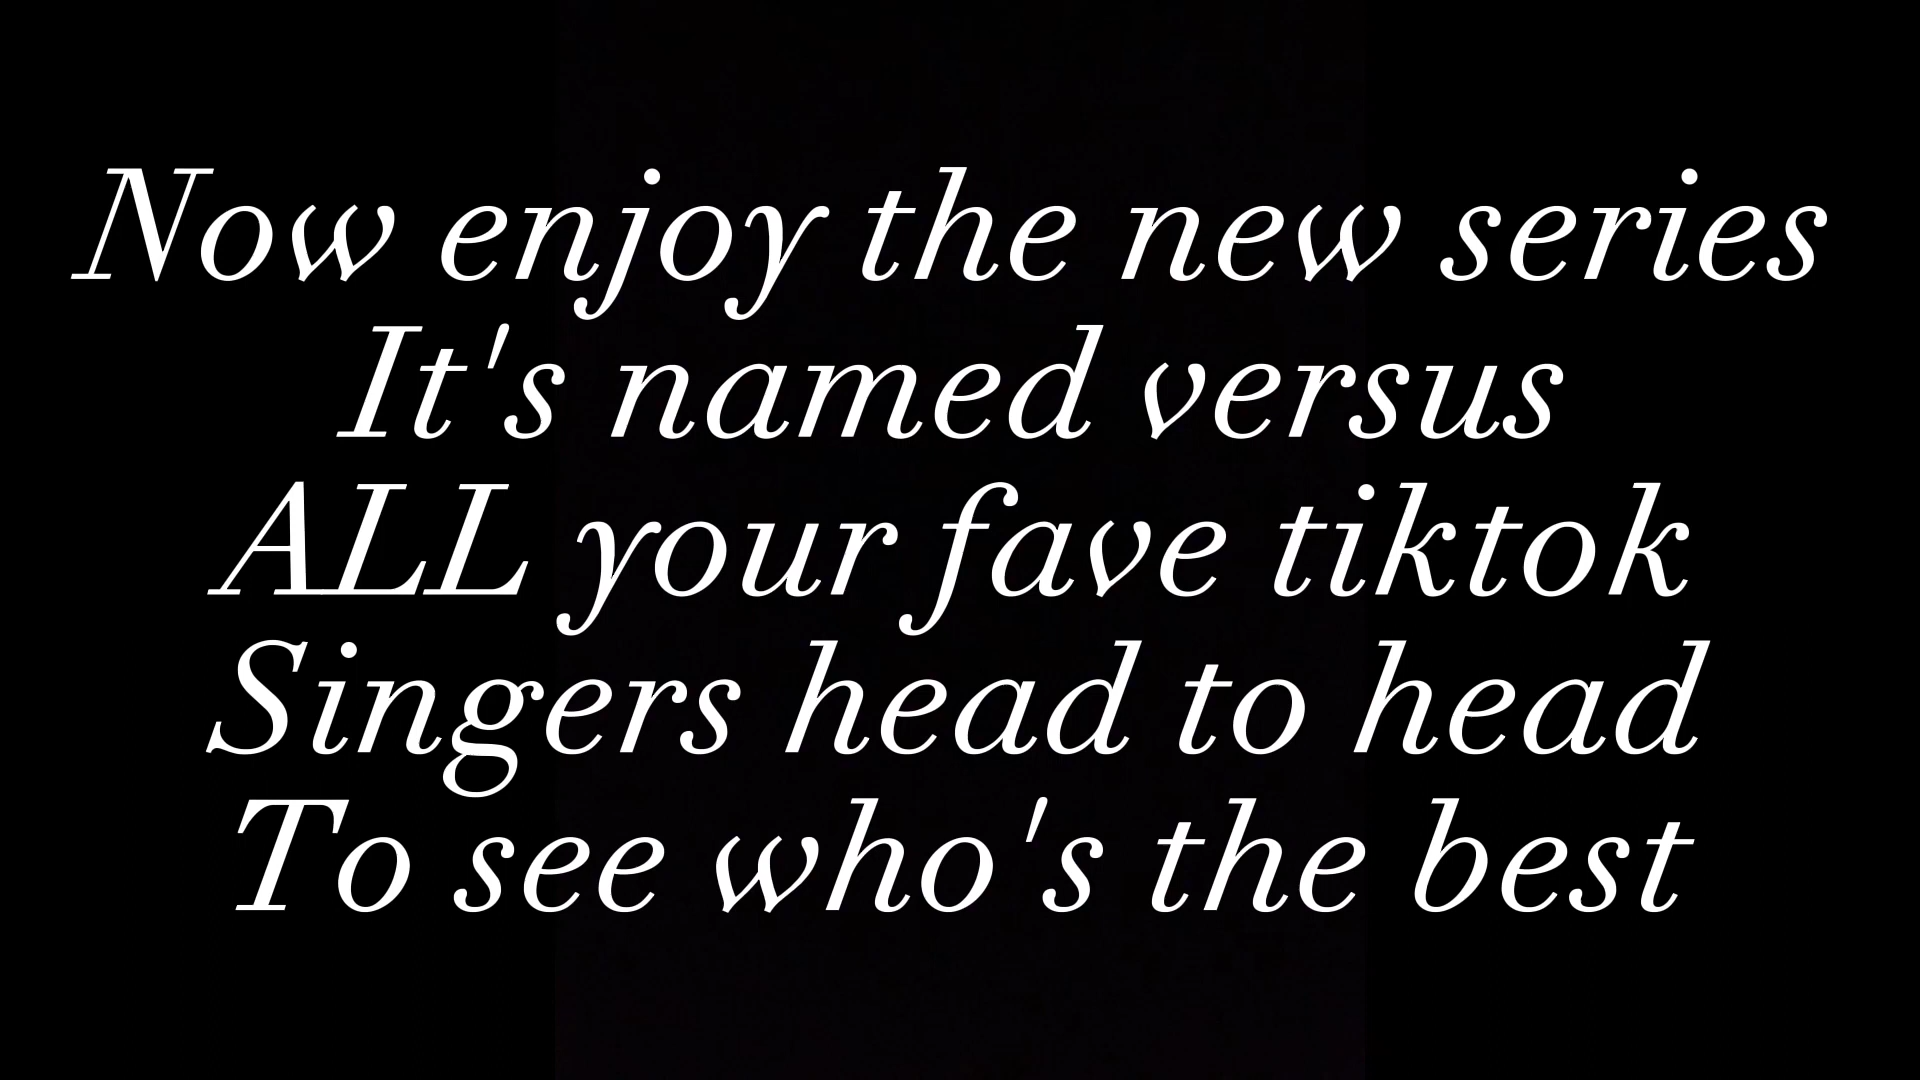 Now enjoy the new series
It's named versus
ALL your fave tiktok
Singers head to head
To see who's the best